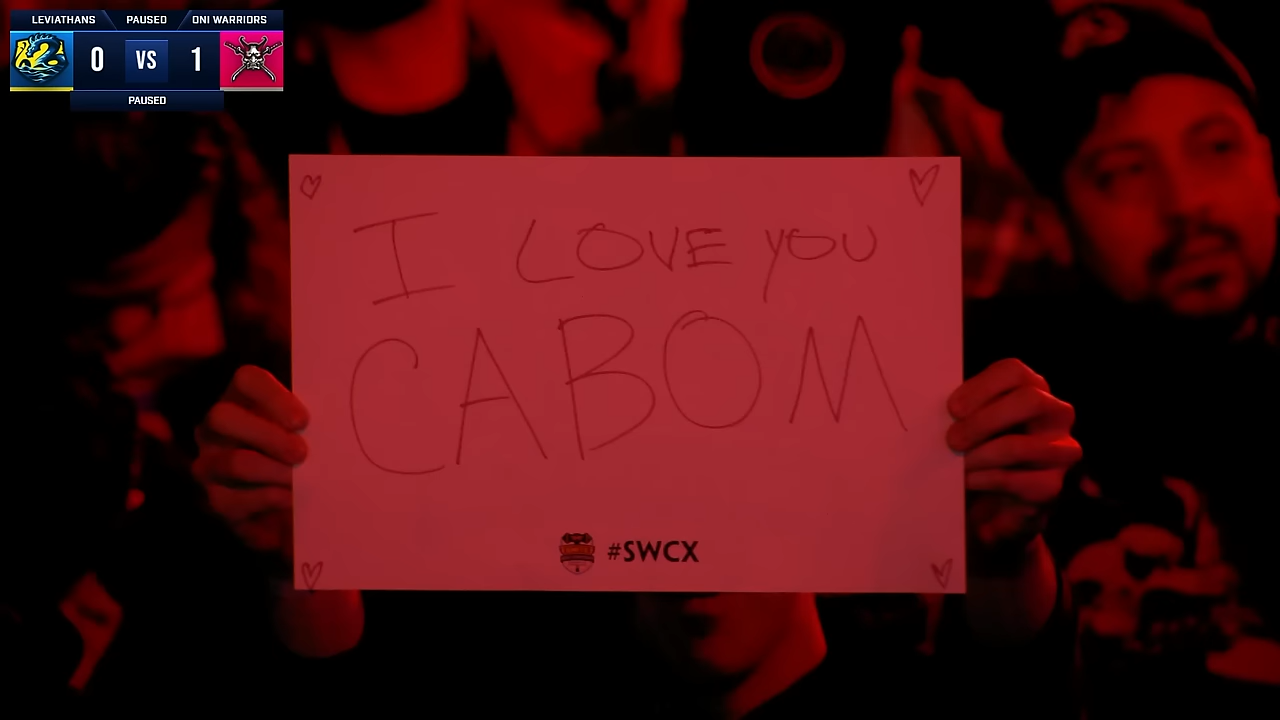 LEVIATHANS PAUSED ONI WARRIORS
0 VS 1
PAUSED
I LOVE YOU
CABOM
#SWCX